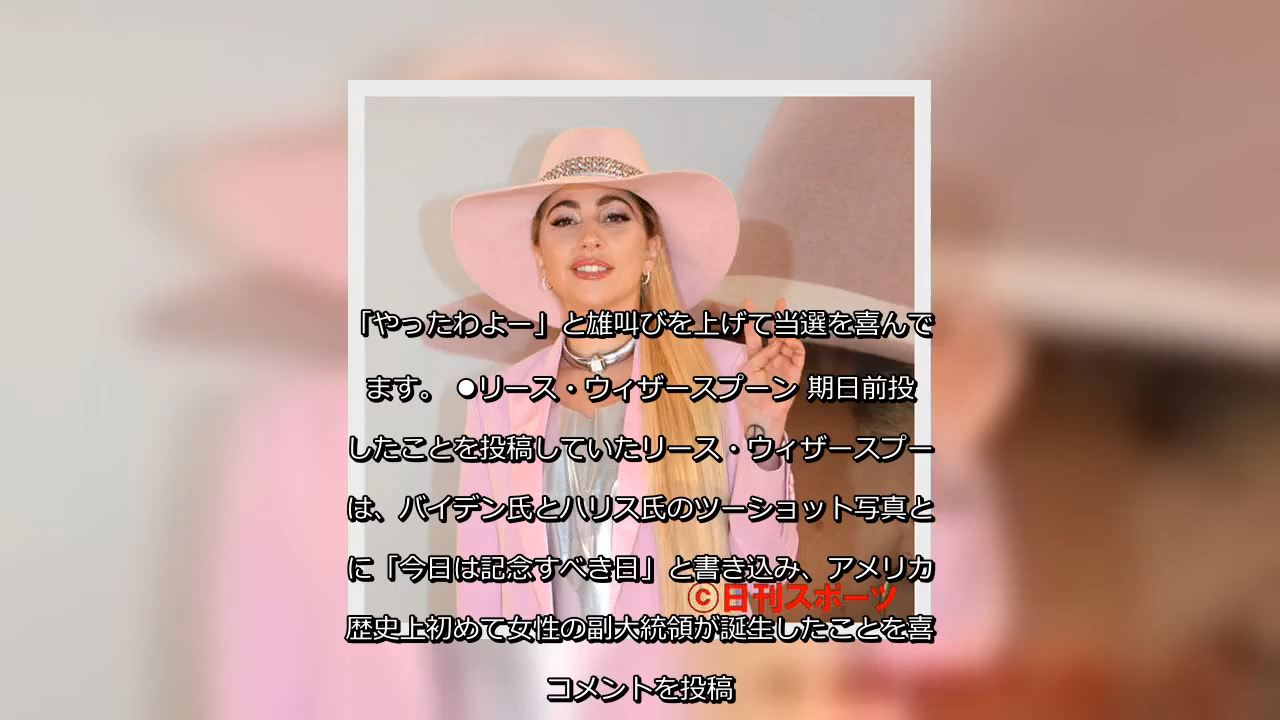 「やったわよー」と雄叫びを上げて当選を喜んで
ます。 ●リース・ウィザースプーン 期日前投
したことを投稿していたリース・ウィザースプー
は、バイデン氏とハリス氏のツーショット写真と
に「今日は記念すべき日」と書き込み、アメリカ
©日刊スポーツ
歴史上初めて女性の副大統領が誕生したことを喜
コメントを投稿